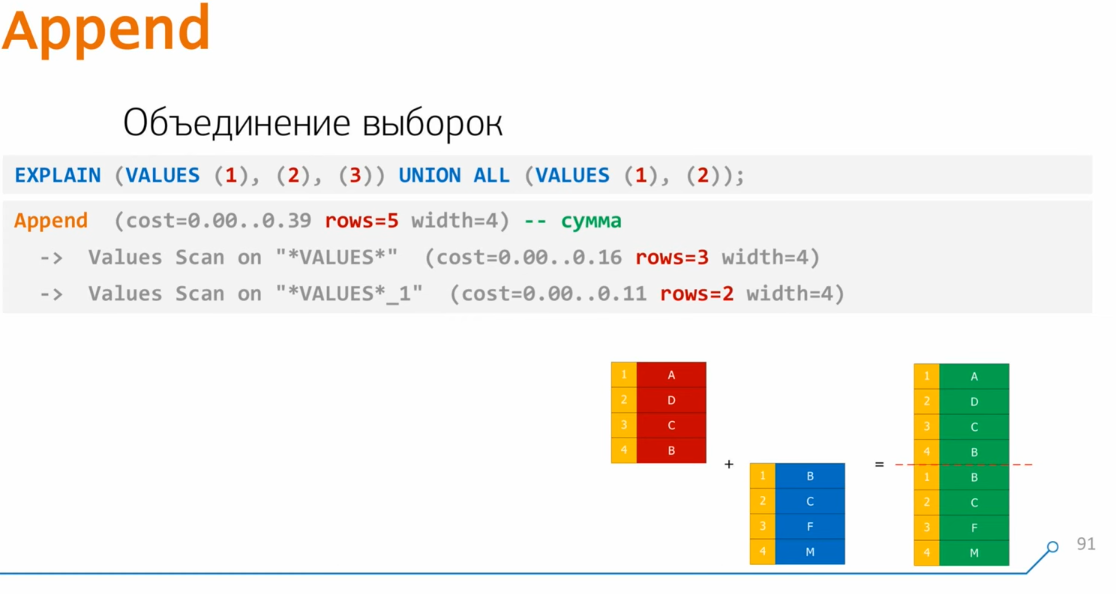 Append
Объединение выборок
EXPLAIN (VALUES (1), (2), (3)) UNION ALL (VALUES (1), (2));
Append  (cost=0.00..0.39 rows=5 width=4) -- сумма
->  Values Scan on "*VALUES*"  (cost=0.00..0.16 rows=3 width=4)
->  Values Scan on "*VALUES*_1"  (cost=0.00..0.11 rows=2 width=4)
1 A
2 D
3 C
4 B
+
1 B
2 C
3 F
4 M
=
1 A
2 D
3 C
4 B
1 B
2 C
3 F
4 M
91